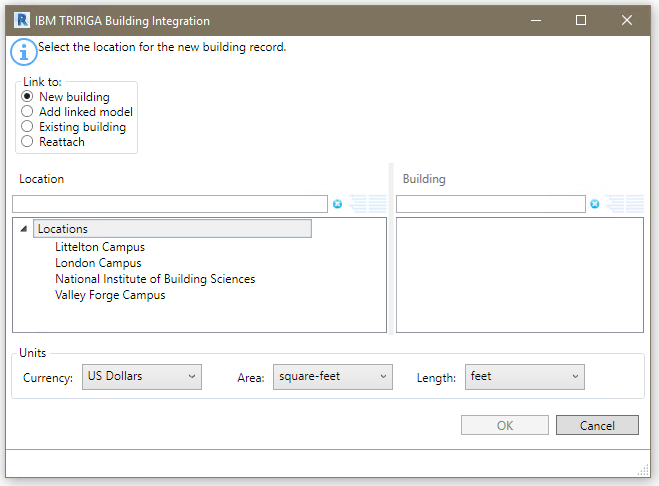 IBM TRIRIGA Building Integration
Select the location for the new building record.
Link to:
New building
Add linked model
Existing building
Reattach
Location
Building
Locations
Littelton Campus
London Campus
National Institute of Building Sciences
Valley Forge Campus
Units
Currency: US Dollars Area: square-feet Length: feet
OK Cancel